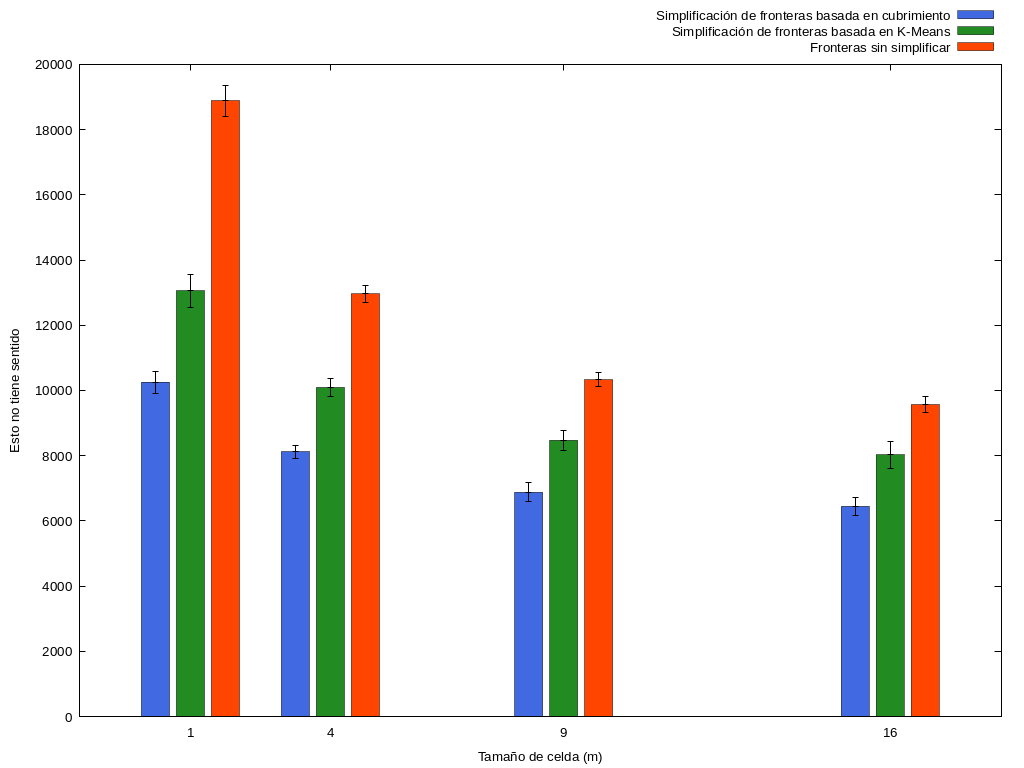 Simplificación de fronteras basada en cubrimiento
Simplificación de fronteras basada en K-Means
Fronteras sin simplificar
20000
18000
16000
14000
12000
10000
8000
6000
4000
2000
0
Esto no tiene sentido
1 4 9 16
Tamaño de celda (m)